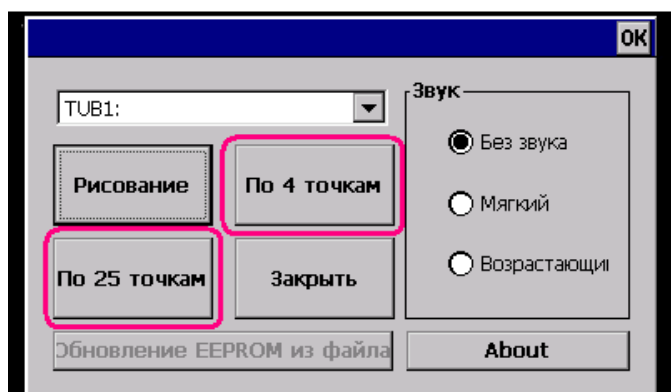 OK
TUB1:
Звук
Без звука
Рисование
По 4 точкам
Мягкий
По 25 точкам
Закрыть
Возрастающи
Обновление EEPROM из файла
About